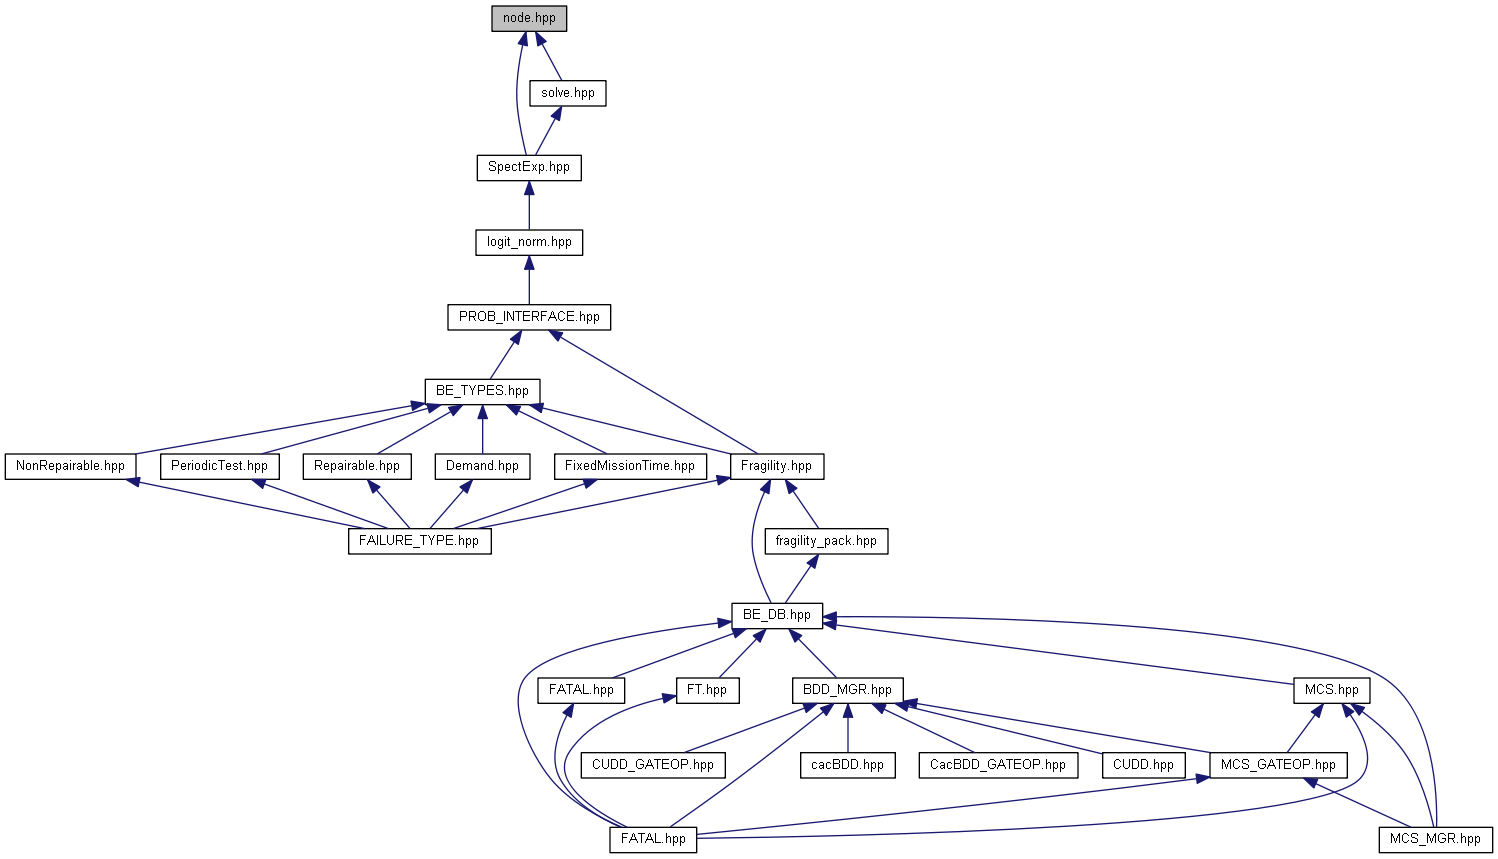 node.hpp
solve.hpp
SpectExp.hpp
logit_norm.hpp
PROB_INTERFACE.hpp
BE_TYPES.hpp
NonRepairable.hpp
PeriodicTest.hpp
Repairable.hpp
Demand.hpp
FixedMissionTime.hpp
Fragility.hpp
FAILURE_TYPE.hpp
fragility_pack.hpp
BE_DB.hpp
FATAL.hpp
FT.hpp
BDD_MGR.hpp
MCS.hpp
CUDD_GATEOP.hpp
cacBDD.hpp
CacBDD_GATEOP.hpp
CUDD.hpp
MCS_GATEOP.hpp
FATAL.hpp
MCS_MGR.hpp